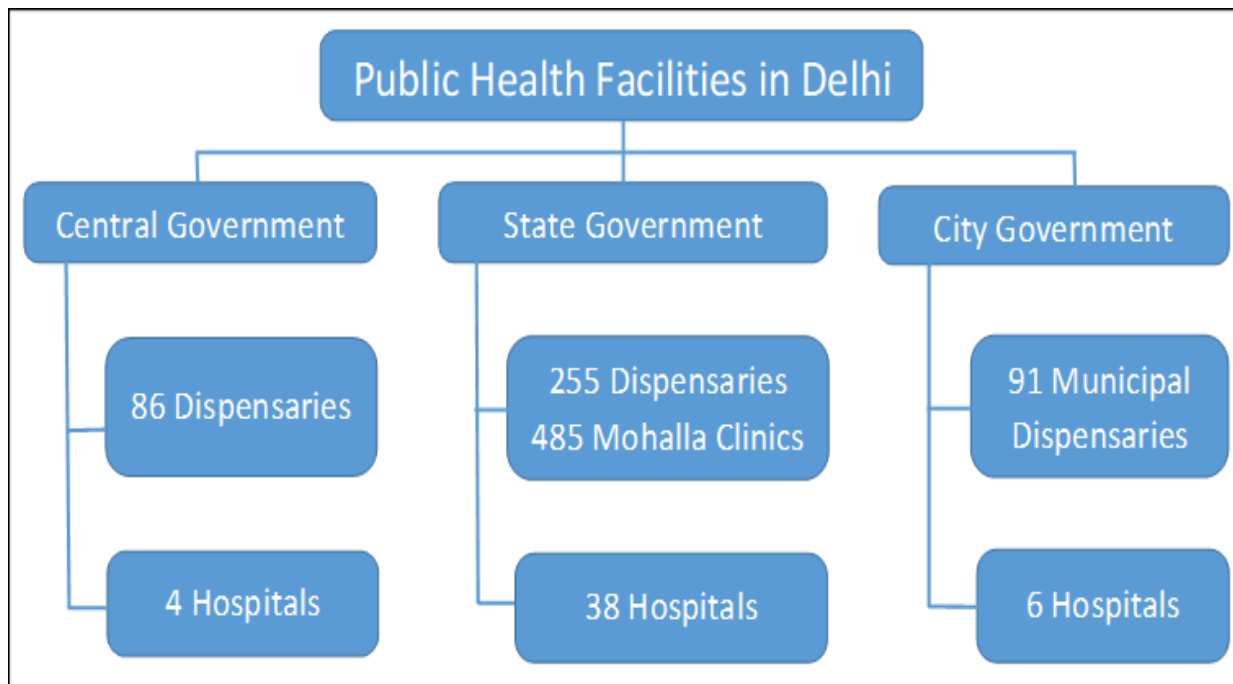 Public Health Facilities in Delhi
Central Government
State Government
City Government
86 Dispensaries
255 Dispensaries
485 Mohalla Clinics
91 Municipal
Dispensaries
4 Hospitals
38 Hospitals
6 Hospitals